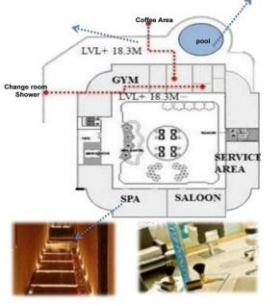 Coffee Area
pool
LVL+ 18.3M
GYM
Change room
Shower
LVL+ 18.3M
SERVICE
AREA
SPA
SALOON